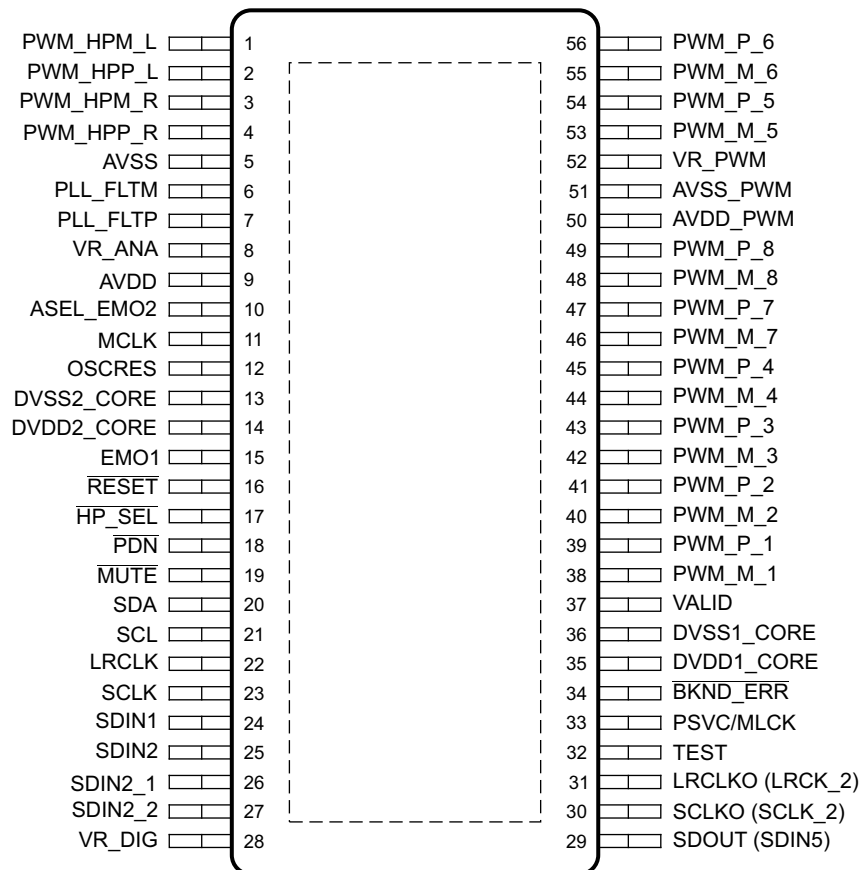 PWM_HPM_L 1 56 PWM_P_6
PWM_HPP_L 2 55 PWM_M_6
PWM_HPM_R 3 54 PWM_P_5
PWM_HPP_R 4 53 PWM_M_5
AVSS 5 52 VR_PWM
PLL_FLTM 6 51 AVSS_PWM
PLL_FLTP 7 50 AVDD_PWM
VR_ANA 8 49 PWM_P_8
AVDD 9 48 PWM_M_8
ASEL_EMO2 10 47 PWM_P_7
MCLK 11 46 PWM_M_7
OSCRES 12 45 PWM_P_4
DVSS2_CORE 13 44 PWM_M_4
DVDD2_CORE 14 43 PWM_P_3
EMO1 15 42 PWM_M_3
RESET 16 41 PWM_P_2
HP_SEL 17 40 PWM_M_2
PDN 18 39 PWM_P_1
MUTE 19 38 PWM_M_1
SDA 20 37 VALID
SCL 21 36 DVSS1_CORE
LRCLK 22 35 DVDD1_CORE
SCLK 23 34 BKND_ERR
SDIN1 24 33 PSVC/MLCK
SDIN2 25 32 TEST
SDIN2_1 26 31 LRCLKO (LRCK_2)
SDIN2_2 27 30 SCLKO (SCLK_2)
VR_DIG 28 29 SDOUT (SDIN5)